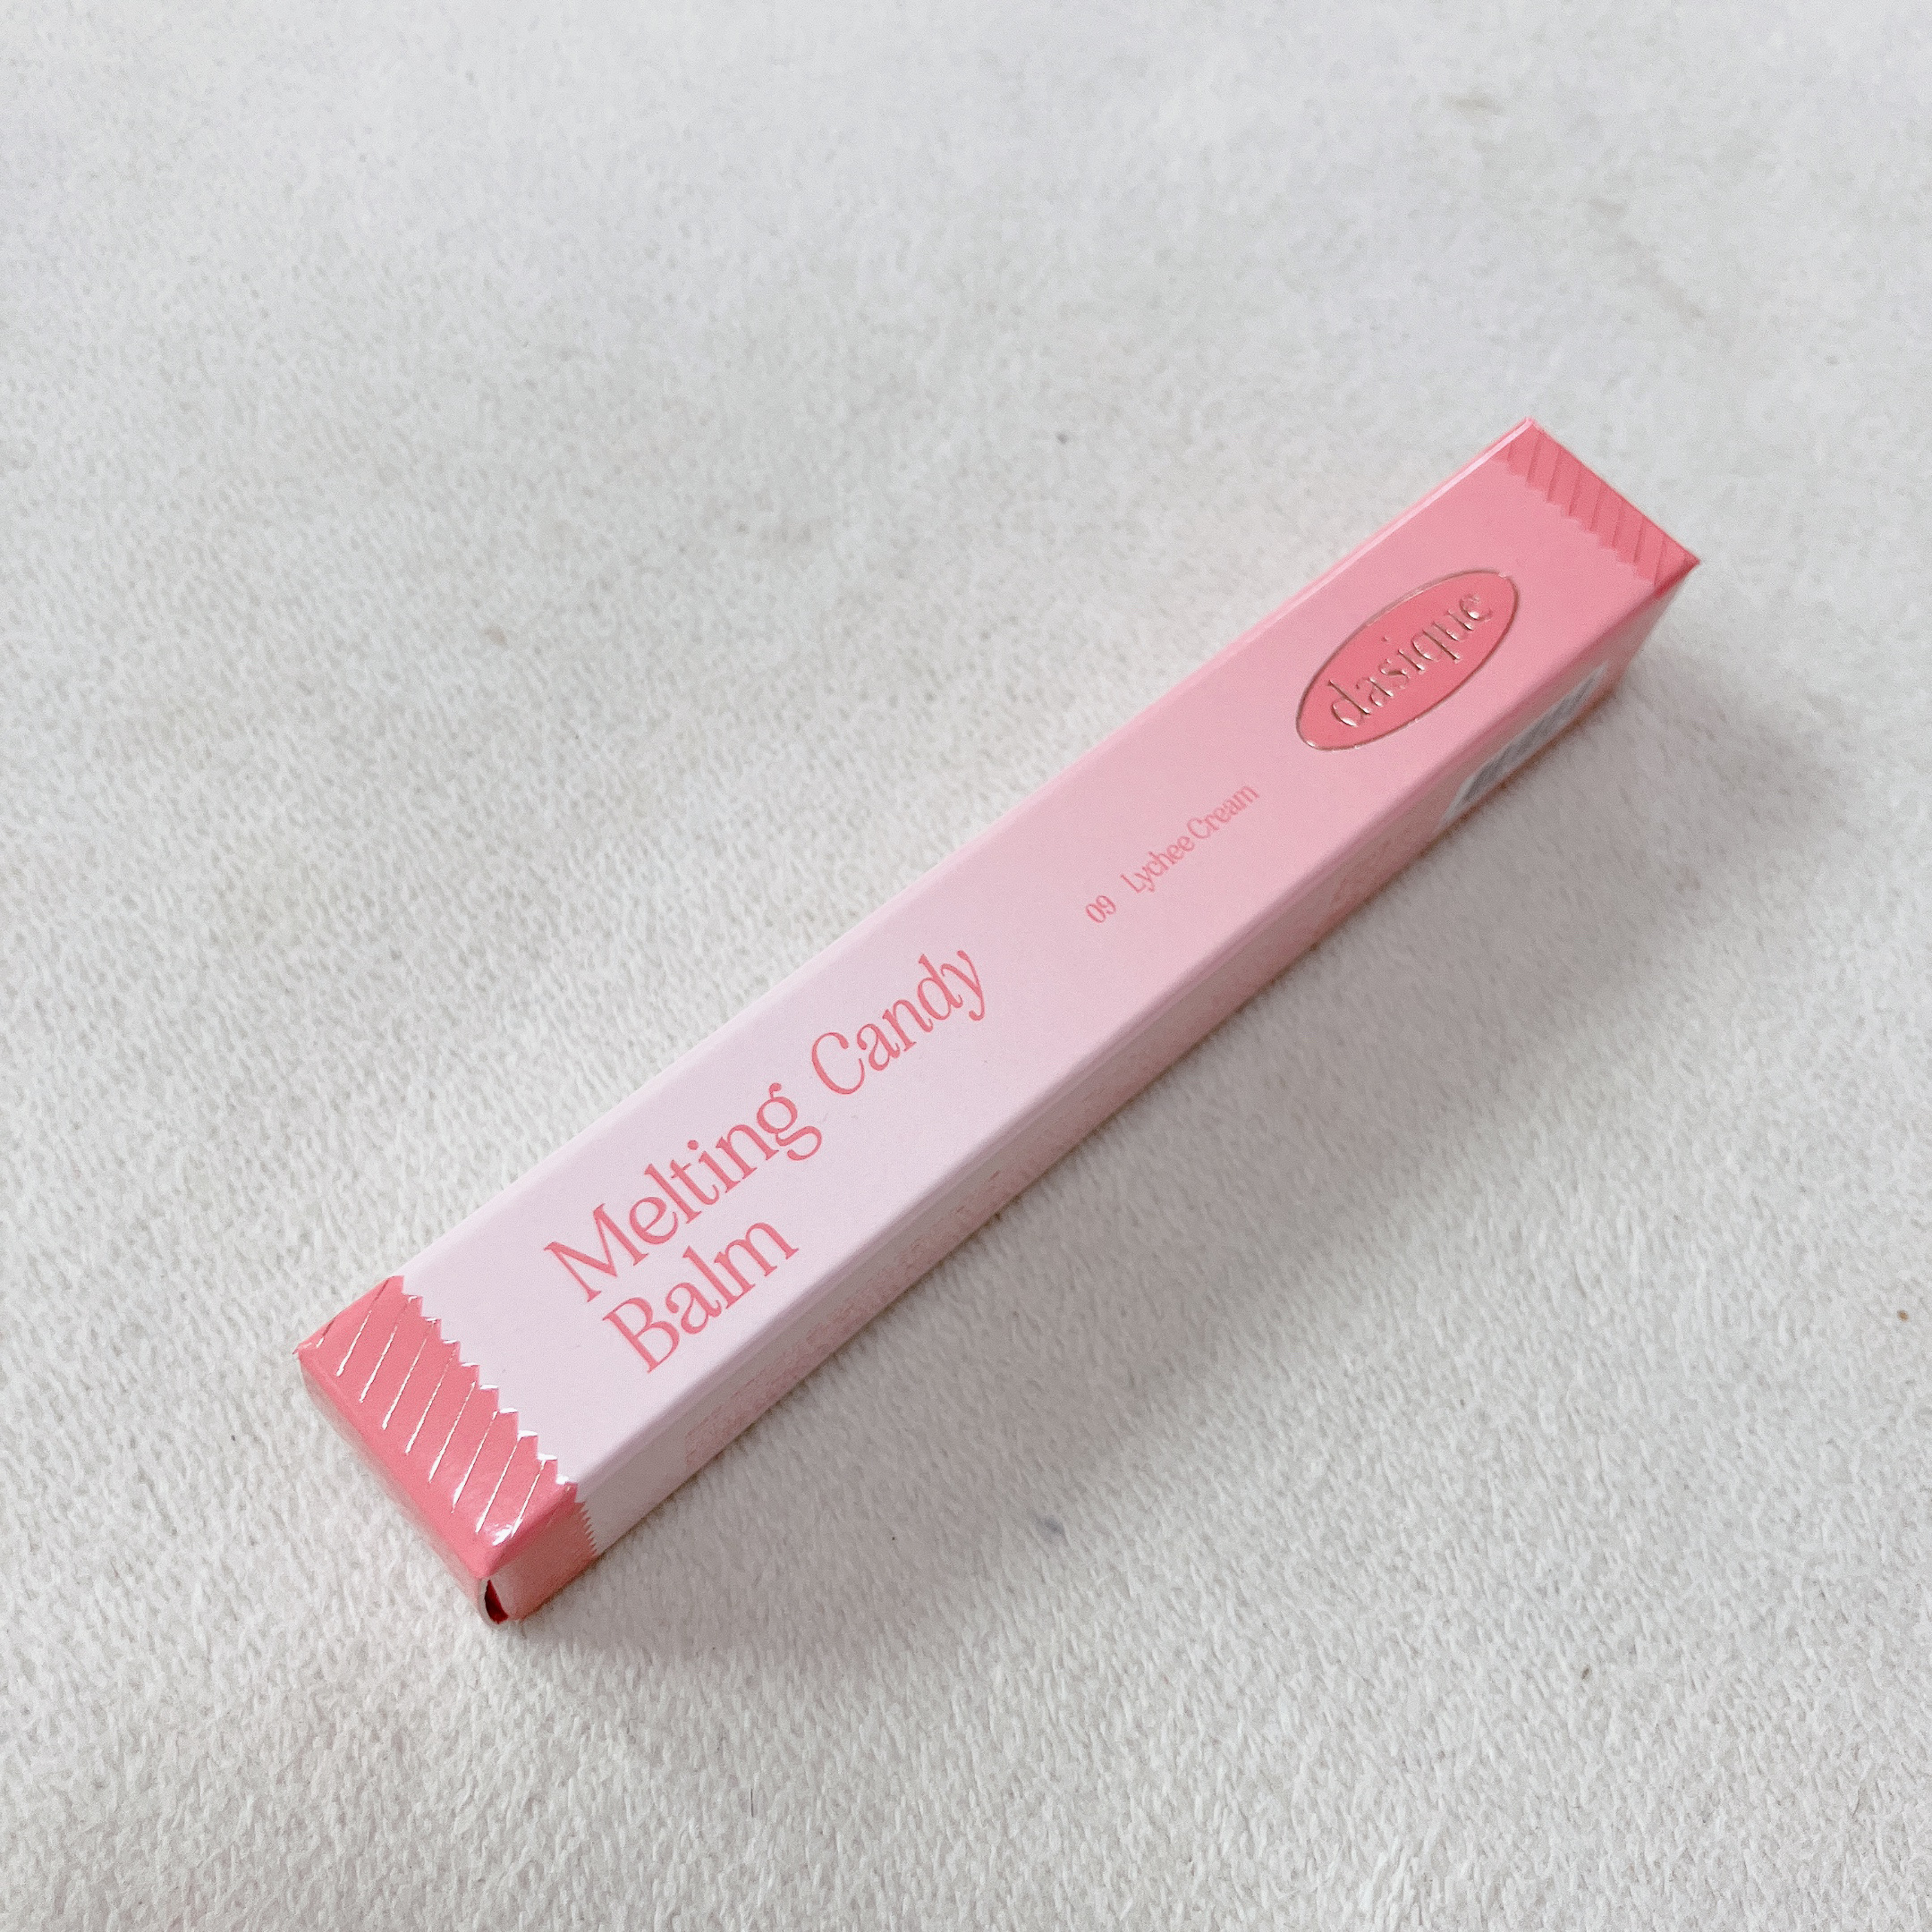 Melting Candy
Balm
09 Lychee Cream
dasique